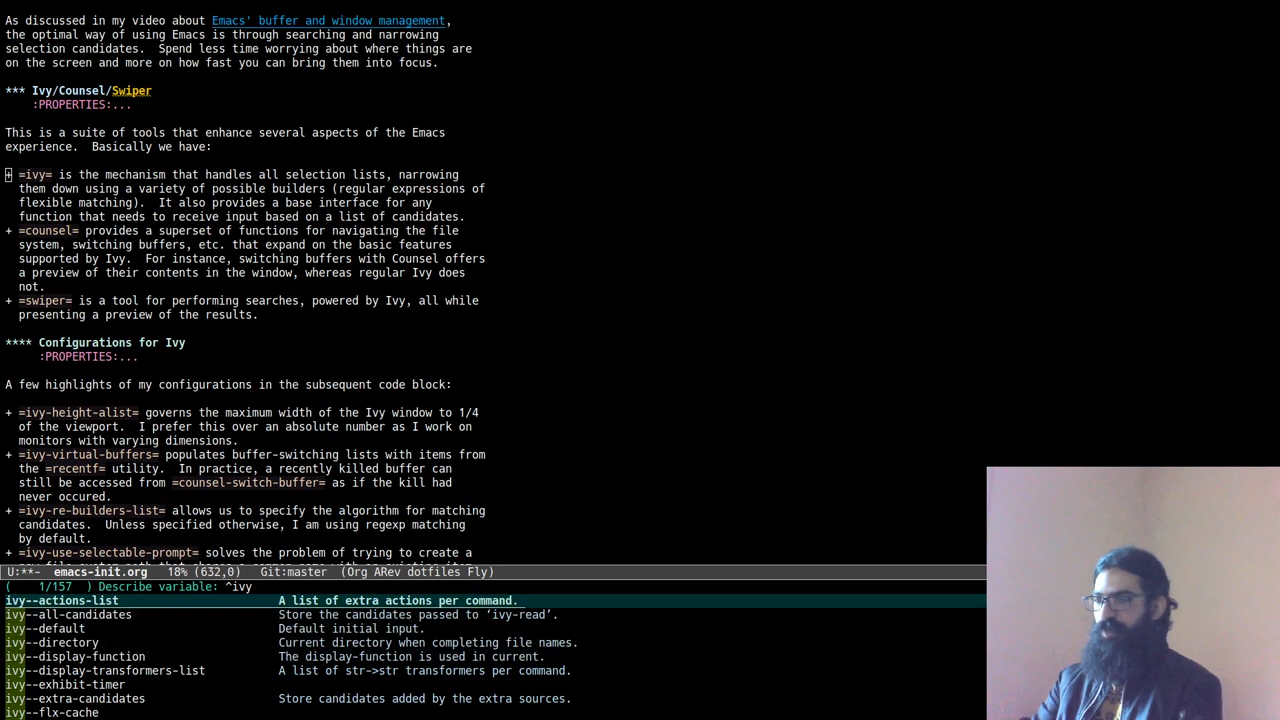 As discussed in my video about Emacs' buffer and window management,
the optimal way of using Emacs is through searching and narrowing
selection candidates.  Spend less time worrying about where things are
on the screen and more on how fast you can bring them into focus.
*** Ivy/Counsel/Swiper
:PROPERTIES:...
This is a suite of tools that enhance several aspects of the Emacs
experience.  Basically we have:
+ =ivy= is the mechanism that handles all selection lists, narrowing
them down using a variety of possible builders (regular expressions of
flexible matching).  It also provides a base interface for any
function that needs to receive input based on a list of candidates.
+ =counsel= provides a superset of functions for navigating the file
system, switching buffers, etc. that expand on the basic features
supported by Ivy.  For instance, switching buffers with Counsel offers
a preview of their contents in the window, whereas regular Ivy does
not.
+ =swiper= is a tool for performing searches, powered by Ivy, all while
presenting a preview of the results.
**** Configurations for Ivy
:PROPERTIES:...
A few highlights of my configurations in the subsequent code block:
+ =ivy-height-alist= governs the maximum width of the Ivy window to 1/4
of the viewport.  I prefer this over an absolute number as I work on
monitors with varying dimensions.
+ =ivy-virtual-buffers= populates buffer-switching lists with items from
the =recentf= utility.  In practice, a recently killed buffer can
still be accessed from =counsel-switch-buffer= as if the kill had
never occured.
+ =ivy-re-builders-list= allows us to specify the algorithm for matching
candidates.  Unless specified otherwise, I am using regexp matching
by default.
+ =ivy-use-selectable-prompt= solves the problem of trying to create a
U:**-  emacs-init.org   18% (632,0)   Git:master  (Org ARev dotfiles Fly)
(    1/157  ) Describe variable: ^ivy
ivy--actions-list A list of extra actions per command.
ivy--all-candidates Store the candidates passed to ‘ivy-read’.
ivy--default Default initial input.
ivy--directory Current directory when completing file names.
ivy--display-function The display-function is used in current.
ivy--display-transformers-list A list of str->str transformers per command.
ivy--exhibit-timer
ivy--extra-candidates Store candidates added by the extra sources.
ivy--flx-cache